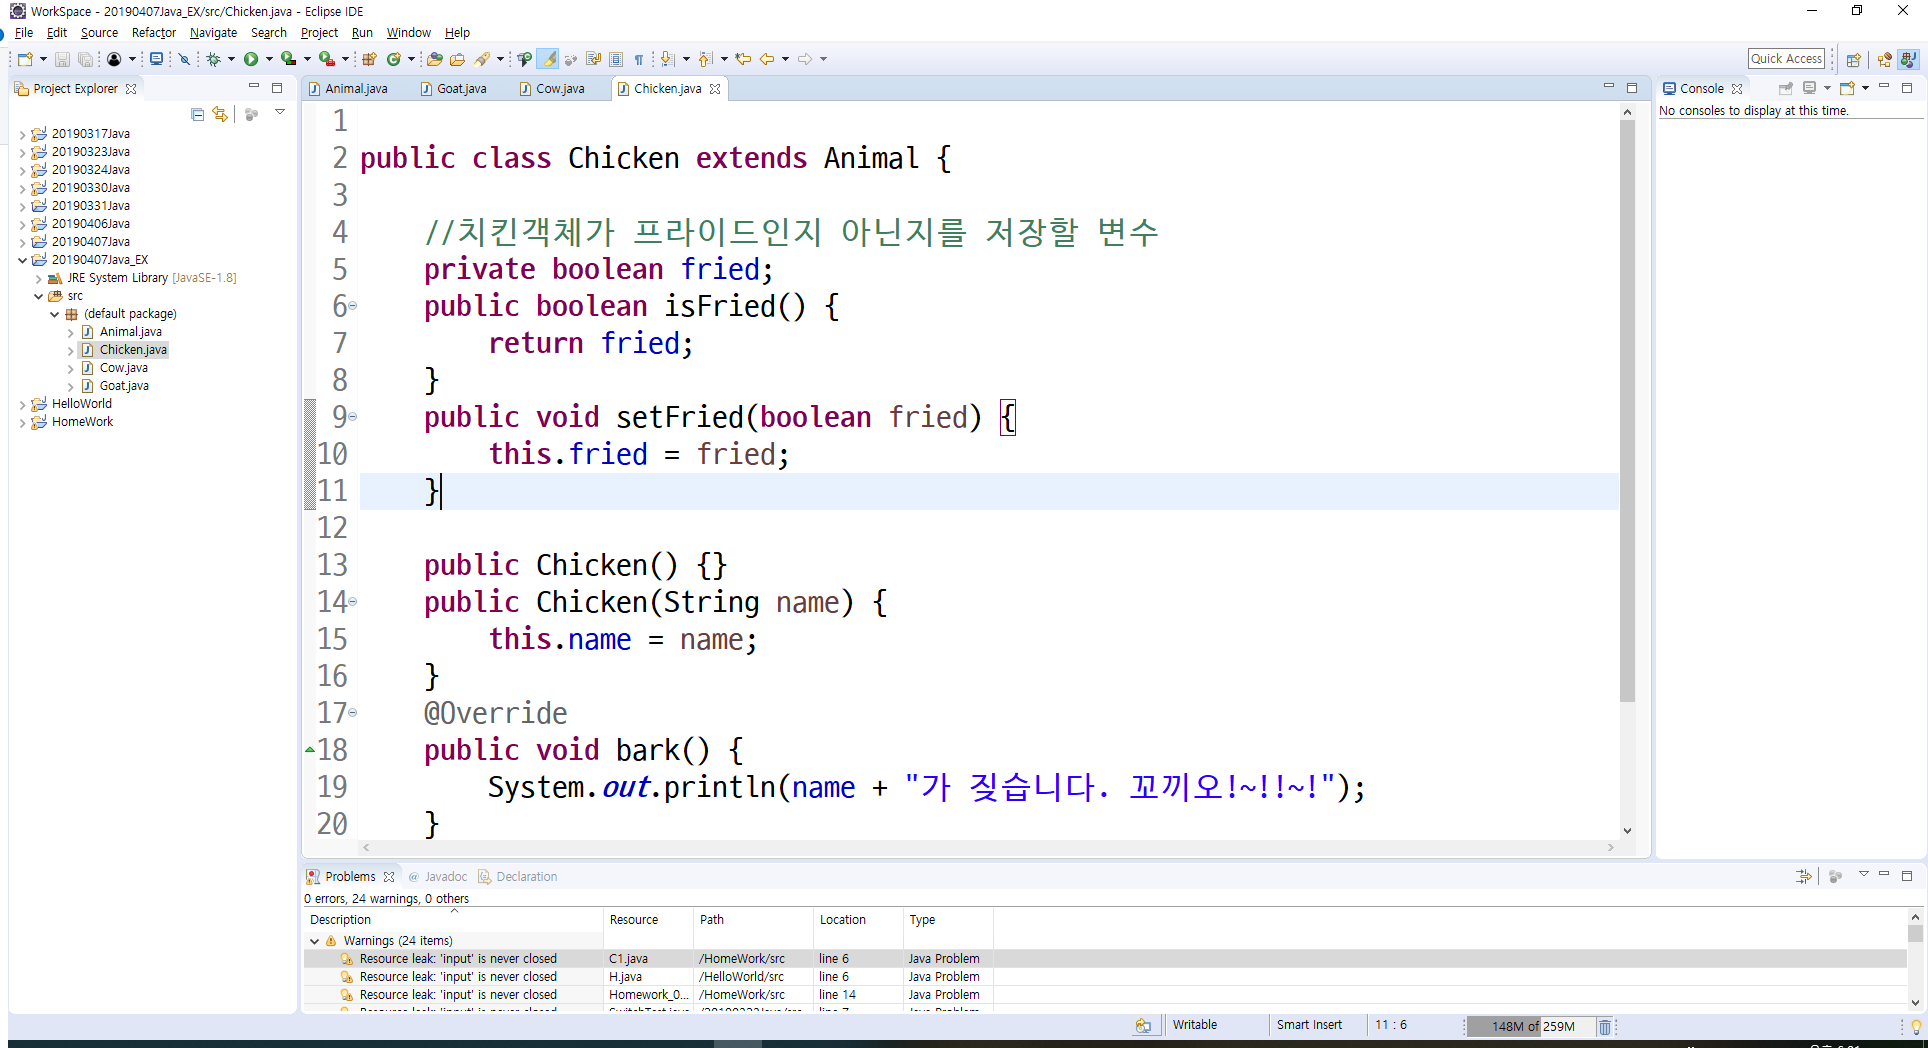 WorkSpace - 20190407Java_EX/src/Chicken.java - Eclipse IDE
File Edit Source Refactor Navigate Search Project Run Window Help
Quick Access
Project Explorer
20190317Java
20190323Java
20190324Java
20190330Java
20190331Java
20190406Java
20190407Java
20190407Java_EX
JRE System Library [JavaSE-1.8]
src
(default package)
Animal.java
Chicken.java
Cow.java
Goat.java
HelloWorld
HomeWork
Animal.java Goat.java Cow.java Chicken.java
1
2 public class Chicken extends Animal {
3
4 //치킨객체가 프라이드인지 아닌지를 저장할 변수
5 private boolean fried;
6 public boolean isFried() {
7 return fried;
8 }
9 public void setFried(boolean fried) {
10 this.fried = fried;
11 }
12
13 public Chicken() {}
14 public Chicken(String name) {
15 this.name = name;
16 }
17 @Override
18 public void bark() {
19 System.out.println(name + "가 짖습니다. 꼬끼오!~!!~!");
20 }
Console
No consoles to display at this time.
Problems @ Javadoc Declaration
0 errors, 24 warnings, 0 others
Description Resource Path Location Type
Warnings (24 items)
Resource leak: 'input' is never closed C1.java /HomeWork/src line 6 Java Problem
Resource leak: 'input' is never closed H.java /HelloWorld/src line 6 Java Problem
Resource leak: 'input' is never closed Homework_0... /HomeWork/src line 14 Java Problem
Writable Smart Insert 11 : 6 148M of 259M